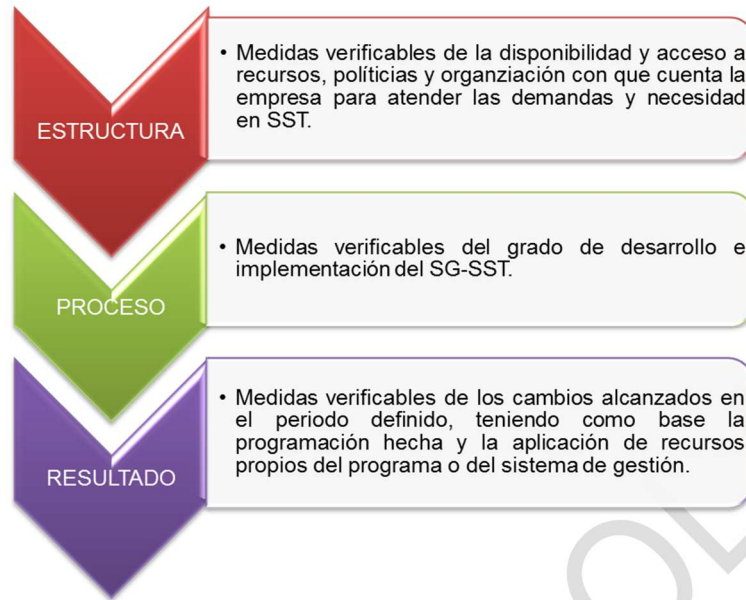 ESTRUCTURA
• Medidas verificables de la disponibilidad y acceso a
recursos, políticias y organziación con que cuenta la
empresa para atender las demandas y necesidad
en SST.
PROCESO
• Medidas verificables del grado de desarrollo e
implementación del SG-SST.
RESULTADO
• Medidas verificables de los cambios alcanzados en
el periodo definido, teniendo como base la
programación hecha y la aplicación de recursos
propios del programa o del sistema de gestión.